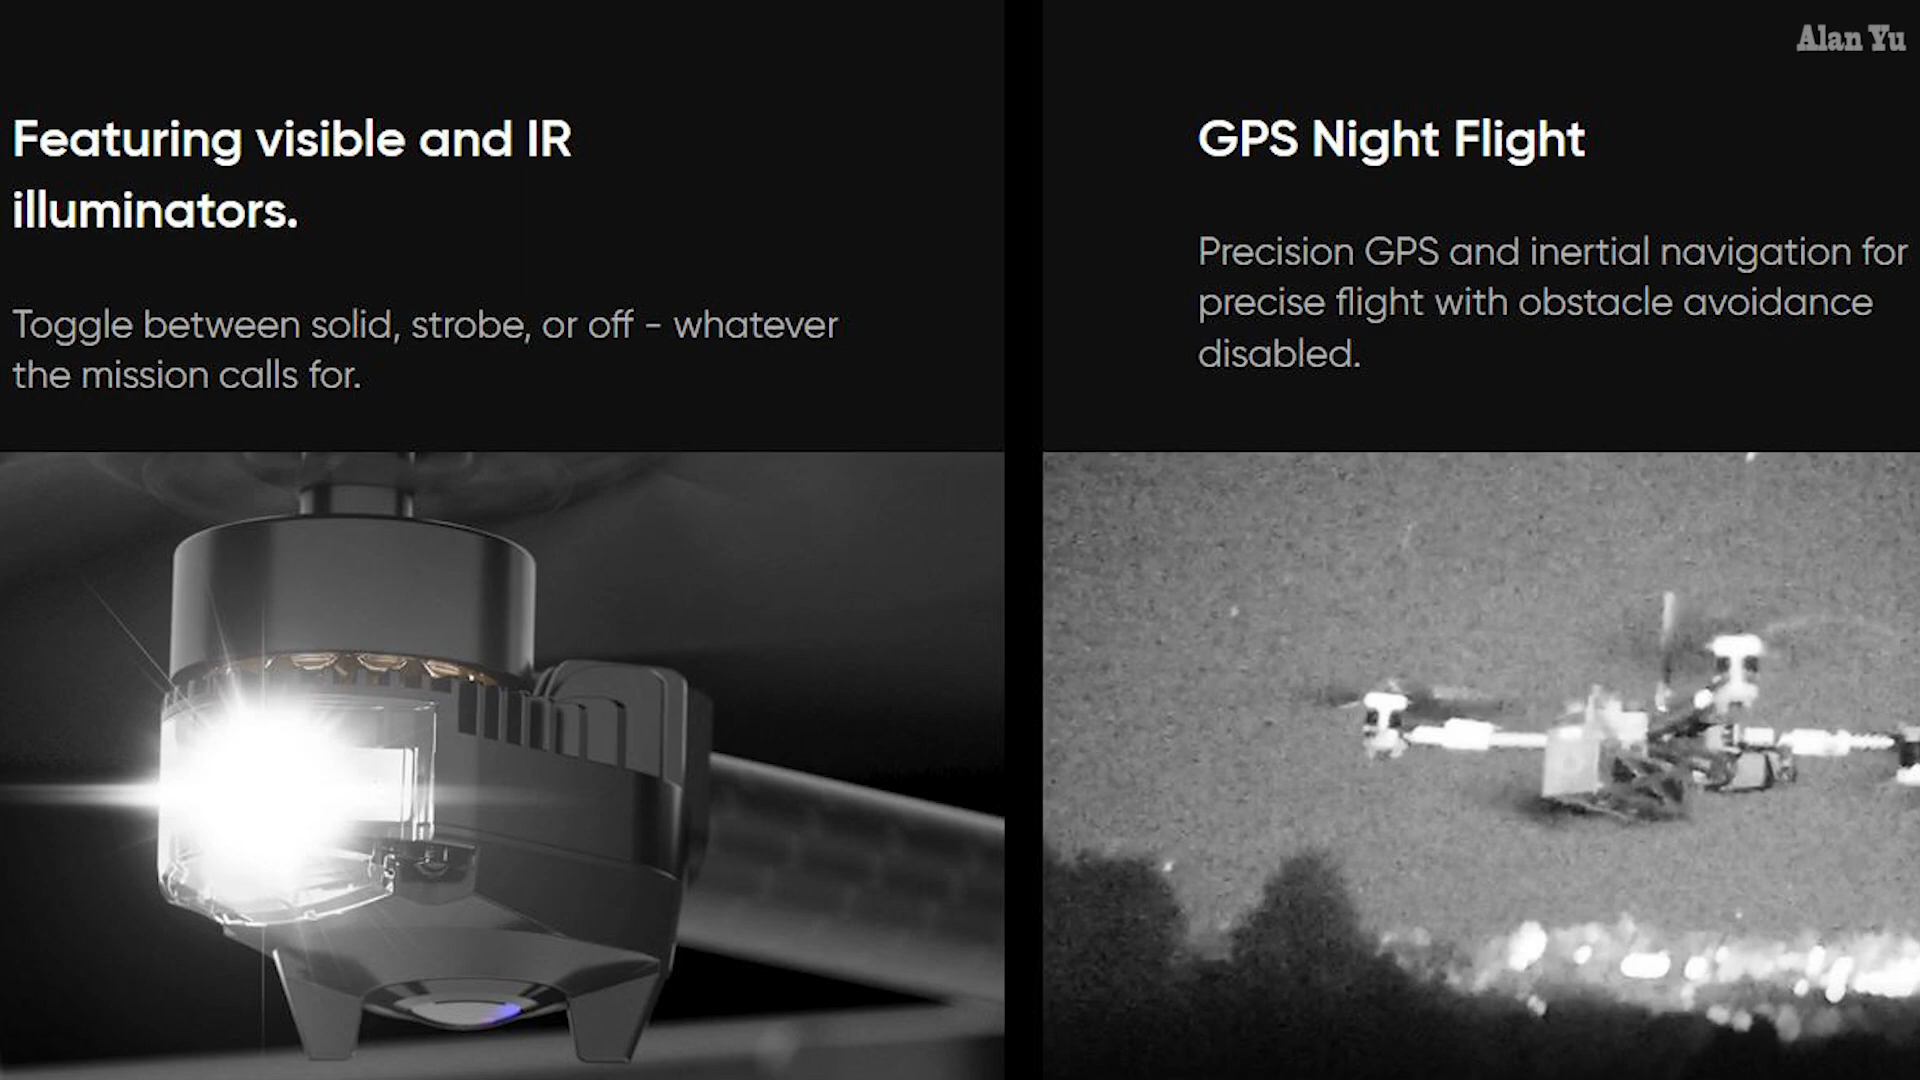 Alan Yu
Featuring visible and IR
illuminators.
Toggle between solid, strobe, or off - whatever
the mission calls for.
GPS Night Flight
Precision GPS and inertial navigation for
precise flight with obstacle avoidance
disabled.